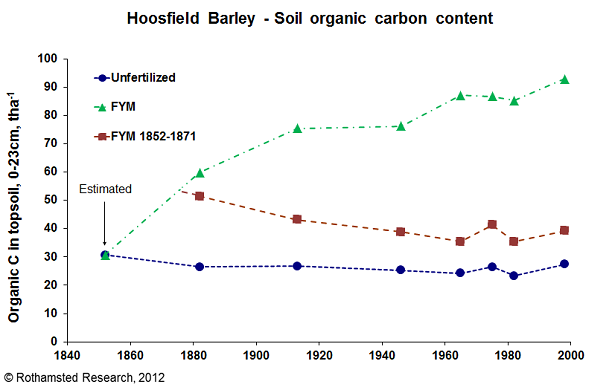 Hoosfield Barley - Soil organic carbon content
Organic C in topsoil, 0-23cm, tha-1
100
90
80
70
60
50
40
30
20
10
0
Unfertilized
FYM
FYM 1852-1871
Estimated
1840 1860 1880 1900 1920 1940 1960 1980 2000
© Rothamsted Research, 2012